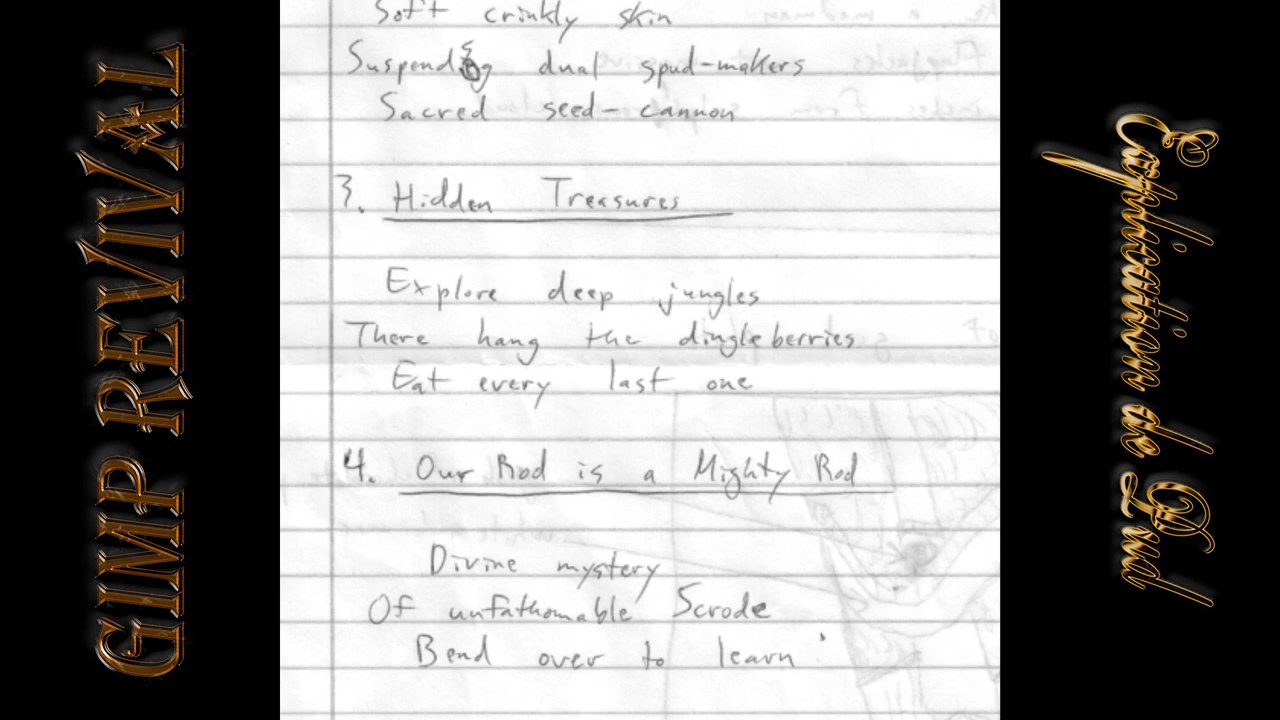 GIMP REVIVAL
Soft crinkly skin
Suspending dual spud-makers
Sacred seed-cannon
3. Hidden Treasures
Explore deep jungles
There hang the dingleberries
Eat every last one
4. Our Rod is a Mighty Rod
Divine mystery
Of unfathomable Scrode
Bend over to learn
Explication de Pud